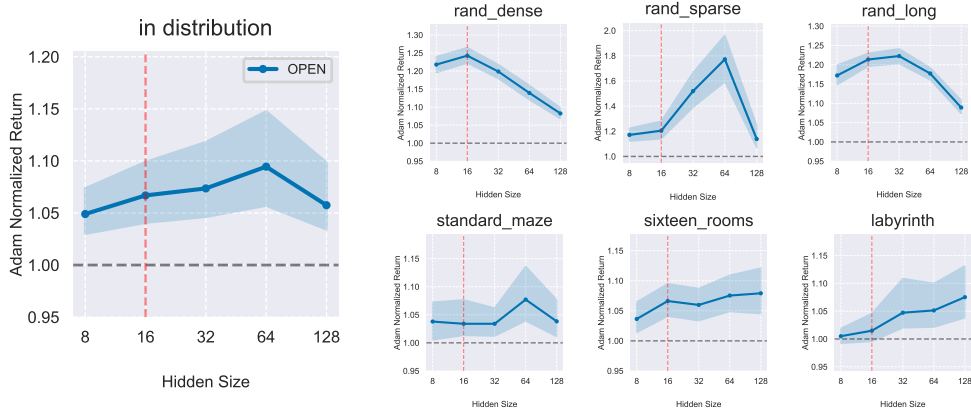 in distribution
1.20
1.15
1.10
1.05
1.00
0.95
Adam Normalized Return
OPEN
8 16 32 64 128
Hidden Size
rand_dense
1.30
1.25
1.20
1.15
1.10
1.05
1.00
0.95
Adam Normalized Return
8 16 32 64 128
Hidden Size
rand_sparse
2.0
1.8
1.6
1.4
1.2
1.0
Adam Normalized Return
8 16 32 64 128
Hidden Size
rand_long
1.30
1.25
1.20
1.15
1.10
1.05
1.00
0.95
Adam Normalized Return
8 16 32 64 128
Hidden Size
standard_maze
1.15
1.10
1.05
1.00
Adam Normalized Return
8 16 32 64 128
Hidden Size
sixteen_rooms
1.15
1.10
1.05
1.00
0.95
Adam Normalized Return
8 16 32 64 128
Hidden Size
labyrinth
1.15
1.10
1.05
1.00
Adam Normalized Return
8 16 32 64 128
Hidden Size